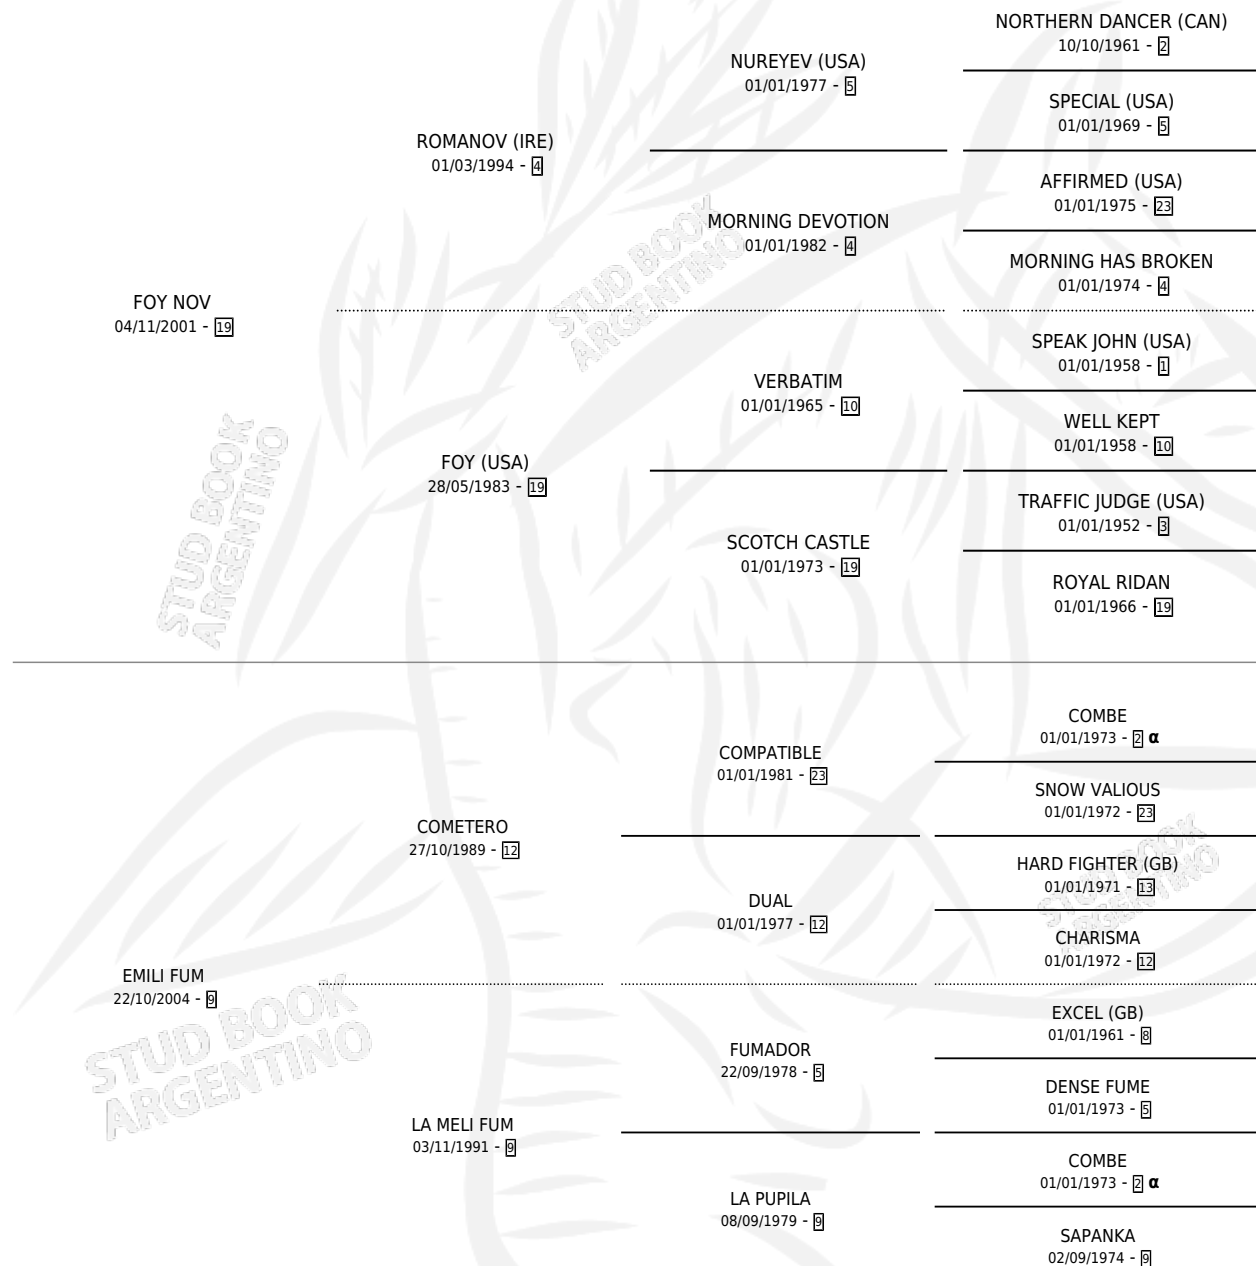 NORTHERN DANCER (CAN)
10/10/1961 - 2
NUREYEV (USA)
01/01/1977 - 5
SPECIAL (USA)
01/01/1969 - 5
ROMANOV (IRE)
01/03/1994 - 4
AFFIRMED (USA)
01/01/1975 - 23
MORNING DEVOTION
01/01/1982 - 4
MORNING HAS BROKEN
01/01/1974 - 4
FOY NOV
04/11/2001 - 19
SPEAK JOHN (USA)
01/01/1958 - 1
VERBATIM
01/01/1965 - 10
WELL KEPT
01/01/1958 - 10
FOY (USA)
28/05/1983 - 19
TRAFFIC JUDGE (USA)
01/01/1952 - 3
SCOTCH CASTLE
01/01/1973 - 19
ROYAL RIDAN
01/01/1966 - 19
COMBE
01/01/1973 - 2 α
COMPATIBLE
01/01/1981 - 23
SNOW VALIOUS
01/01/1972 - 23
COMETERO
27/10/1989 - 12
HARD FIGHTER (GB)
01/01/1971 - 13
DUAL
01/01/1977 - 12
CHARISMA
01/01/1972 - 12
EMILI FUM
22/10/2004 - 9
EXCEL (GB)
01/01/1961 - 8
FUMADOR
22/09/1978 - 5
DENSE FUME
01/01/1973 - 5
LA MELI FUM
03/11/1991 - 9
COMBE
01/01/1973 - 2 α
LA PUPILA
08/09/1979 - 9
SAPANKA
02/09/1974 - 9
STUD BOOK
ARGENTINO
STUD BOOK
ARGENTINO
STUD BOOK
ARGENTINO
STUD BOOK
ARGENTINO